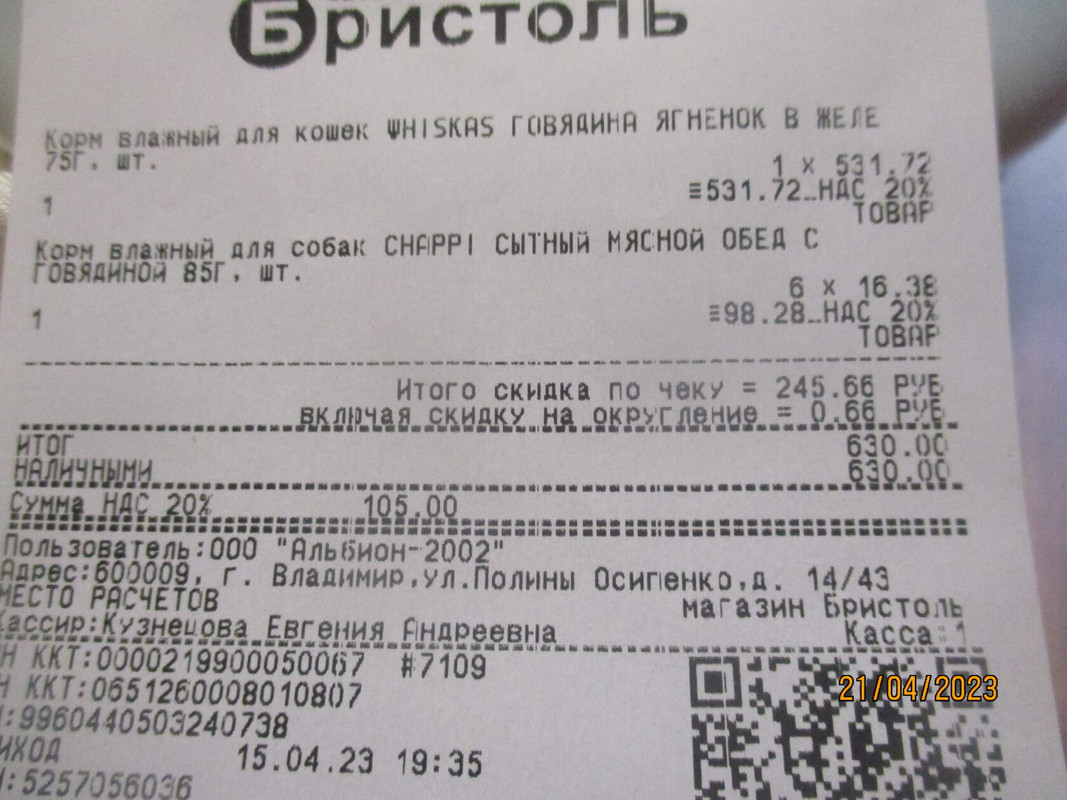 Бристоль
Корм влажный для кошек WHISKAS ГОВЯДИНА ЯГНЕНОК В ЖЕЛЕ
75Г. шт.
1 x 531.72
1 ≡531.72_НДС 20%
ТОВАР
Корм влажный для собак CHAPPI СЫТНЫЙ МЯСНОЙ ОБЕД С
ГОВЯДИНОЙ 85Г. шт.
6 x 16.38
1 ≡98.28_НДС 20%
ТОВАР
Итого скидка по чеку = 245.66 РУБ
включая скидку на округление = 0.66 РУБ
ИТОГ 630.00
НАЛИЧНЫМИ 630.00
Сумма НДС 20% 105.00
Пользователь:ООО "Альбион-2002"
Адрес:600009, г. Владимир,ул.Полины Осипенко,д. 14/43
МЕСТО РАСЧЕТОВ магазин Бристоль
Кассир:Кузнецова Евгения Андреевна Касса:1
Н ККТ:0000219900050067 #7109
Н ККТ:0651260008010807
:9960440503240738
ИХОД 15.04.23 19:35
:5257056036
21/04/2023